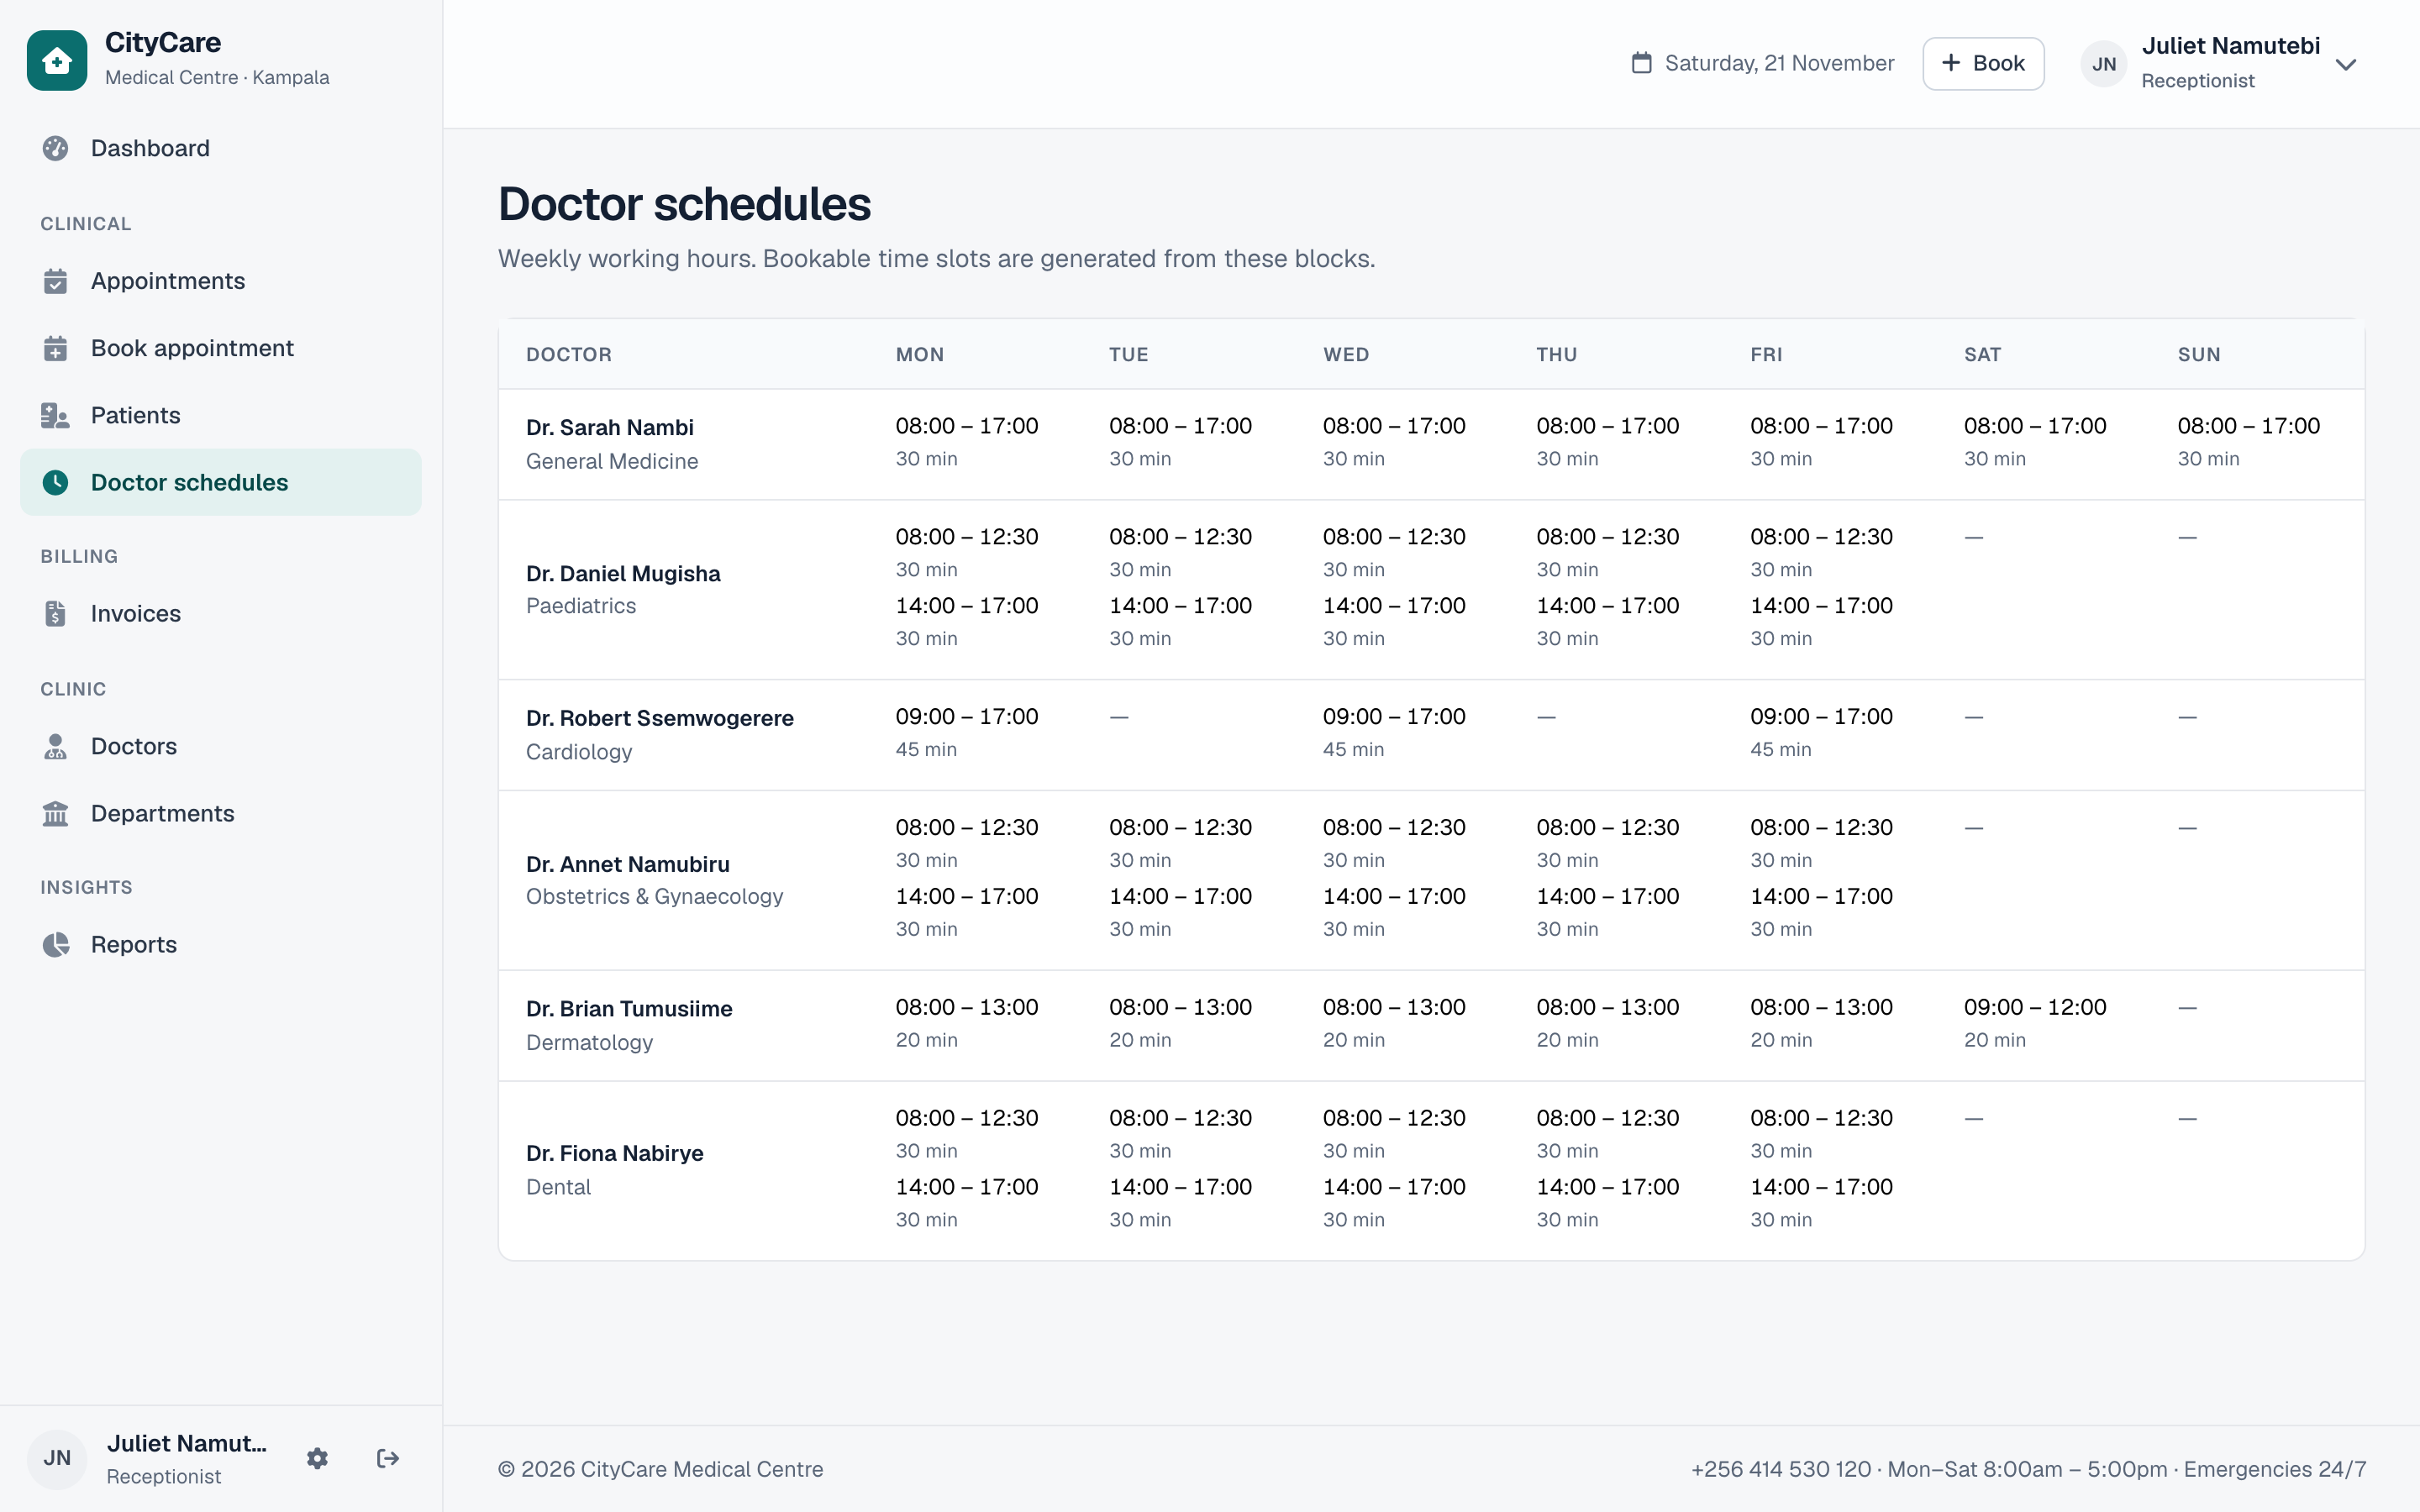 CityCare
Medical Centre · Kampala
Dashboard
CLINICAL
Appointments
Book appointment
Patients
Doctor schedules
BILLING
Invoices
CLINIC
Doctors
Departments
INSIGHTS
Reports
JN
Juliet Namut...
Receptionist
Saturday, 21 November
+ Book
JN
Juliet Namutebi
Receptionist
Doctor schedules
Weekly working hours. Bookable time slots are generated from these blocks.
DOCTOR MON TUE WED THU FRI SAT SUN
Dr. Sarah Nambi 08:00 – 17:00 08:00 – 17:00 08:00 – 17:00 08:00 – 17:00 08:00 – 17:00 08:00 – 17:00 08:00 – 17:00
General Medicine 30 min 30 min 30 min 30 min 30 min 30 min 30 min
08:00 – 12:30 08:00 – 12:30 08:00 – 12:30 08:00 – 12:30 08:00 – 12:30 — —
Dr. Daniel Mugisha 30 min 30 min 30 min 30 min 30 min
Paediatrics 14:00 – 17:00 14:00 – 17:00 14:00 – 17:00 14:00 – 17:00 14:00 – 17:00
30 min 30 min 30 min 30 min 30 min
Dr. Robert Ssemwogerere 09:00 – 17:00 — 09:00 – 17:00 — 09:00 – 17:00 — —
Cardiology 45 min 45 min 45 min
08:00 – 12:30 08:00 – 12:30 08:00 – 12:30 08:00 – 12:30 08:00 – 12:30 — —
Dr. Annet Namubiru 30 min 30 min 30 min 30 min 30 min
Obstetrics & Gynaecology 14:00 – 17:00 14:00 – 17:00 14:00 – 17:00 14:00 – 17:00 14:00 – 17:00
30 min 30 min 30 min 30 min 30 min
Dr. Brian Tumusiime 08:00 – 13:00 08:00 – 13:00 08:00 – 13:00 08:00 – 13:00 08:00 – 13:00 09:00 – 12:00 —
Dermatology 20 min 20 min 20 min 20 min 20 min 20 min
08:00 – 12:30 08:00 – 12:30 08:00 – 12:30 08:00 – 12:30 08:00 – 12:30 — —
Dr. Fiona Nabirye 30 min 30 min 30 min 30 min 30 min
Dental 14:00 – 17:00 14:00 – 17:00 14:00 – 17:00 14:00 – 17:00 14:00 – 17:00
30 min 30 min 30 min 30 min 30 min
© 2026 CityCare Medical Centre
+256 414 530 120 · Mon–Sat 8:00am – 5:00pm · Emergencies 24/7